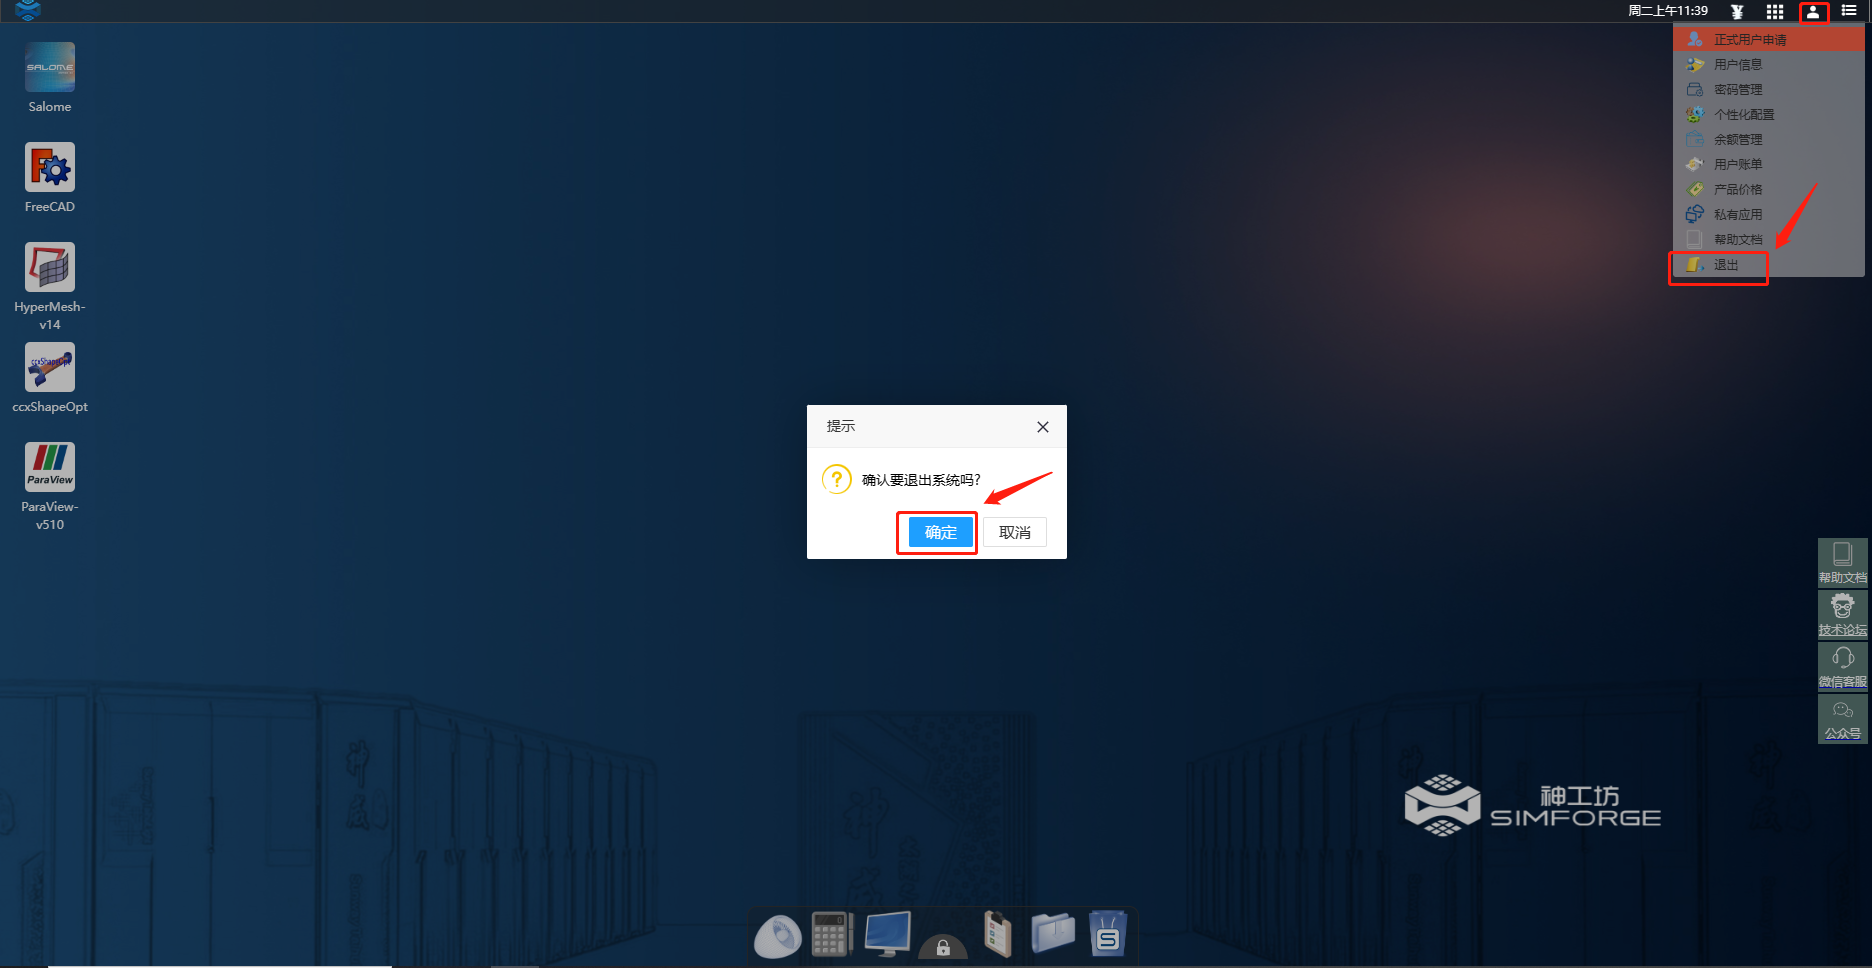 周二上午11:39
正式用户申请
用户信息
密码管理
个性化配置
余额管理
用户账单
产品价格
私有应用
帮助文档
退出
SALOME
Salome
FreeCAD
HyperMesh-
v14
ccxShapeOpt
ccxShapeOpt
ParaView
ParaView-
v510
提示
确认要退出系统吗?
确定
取消
帮助文档
技术论坛
微信客服
公众号
神工坊
SIMFORGE
神威
S